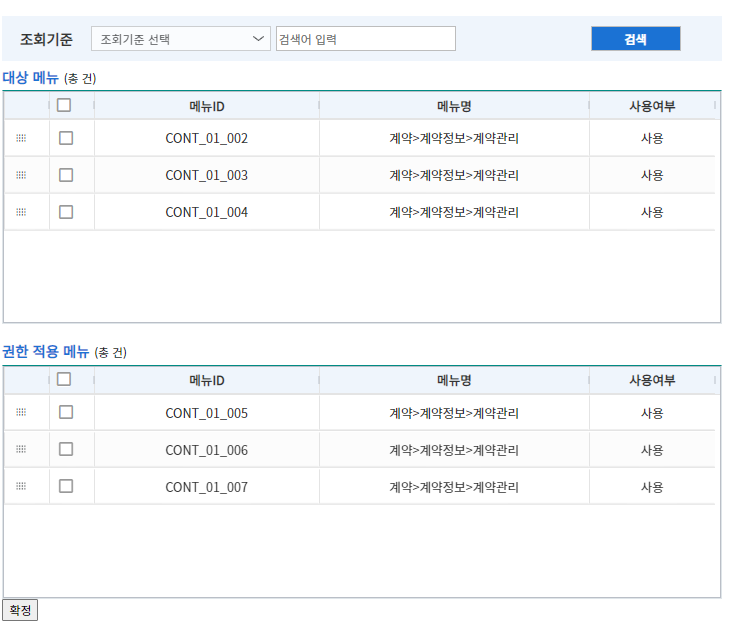 조회기준 조회기준 선택 검색어 입력 검색
대상 메뉴 (총 건)
메뉴ID 메뉴명 사용여부
CONT_01_002 계약>계약정보>계약관리 사용
CONT_01_003 계약>계약정보>계약관리 사용
CONT_01_004 계약>계약정보>계약관리 사용
권한 적용 메뉴 (총 건)
메뉴ID 메뉴명 사용여부
CONT_01_005 계약>계약정보>계약관리 사용
CONT_01_006 계약>계약정보>계약관리 사용
CONT_01_007 계약>계약정보>계약관리 사용
확정